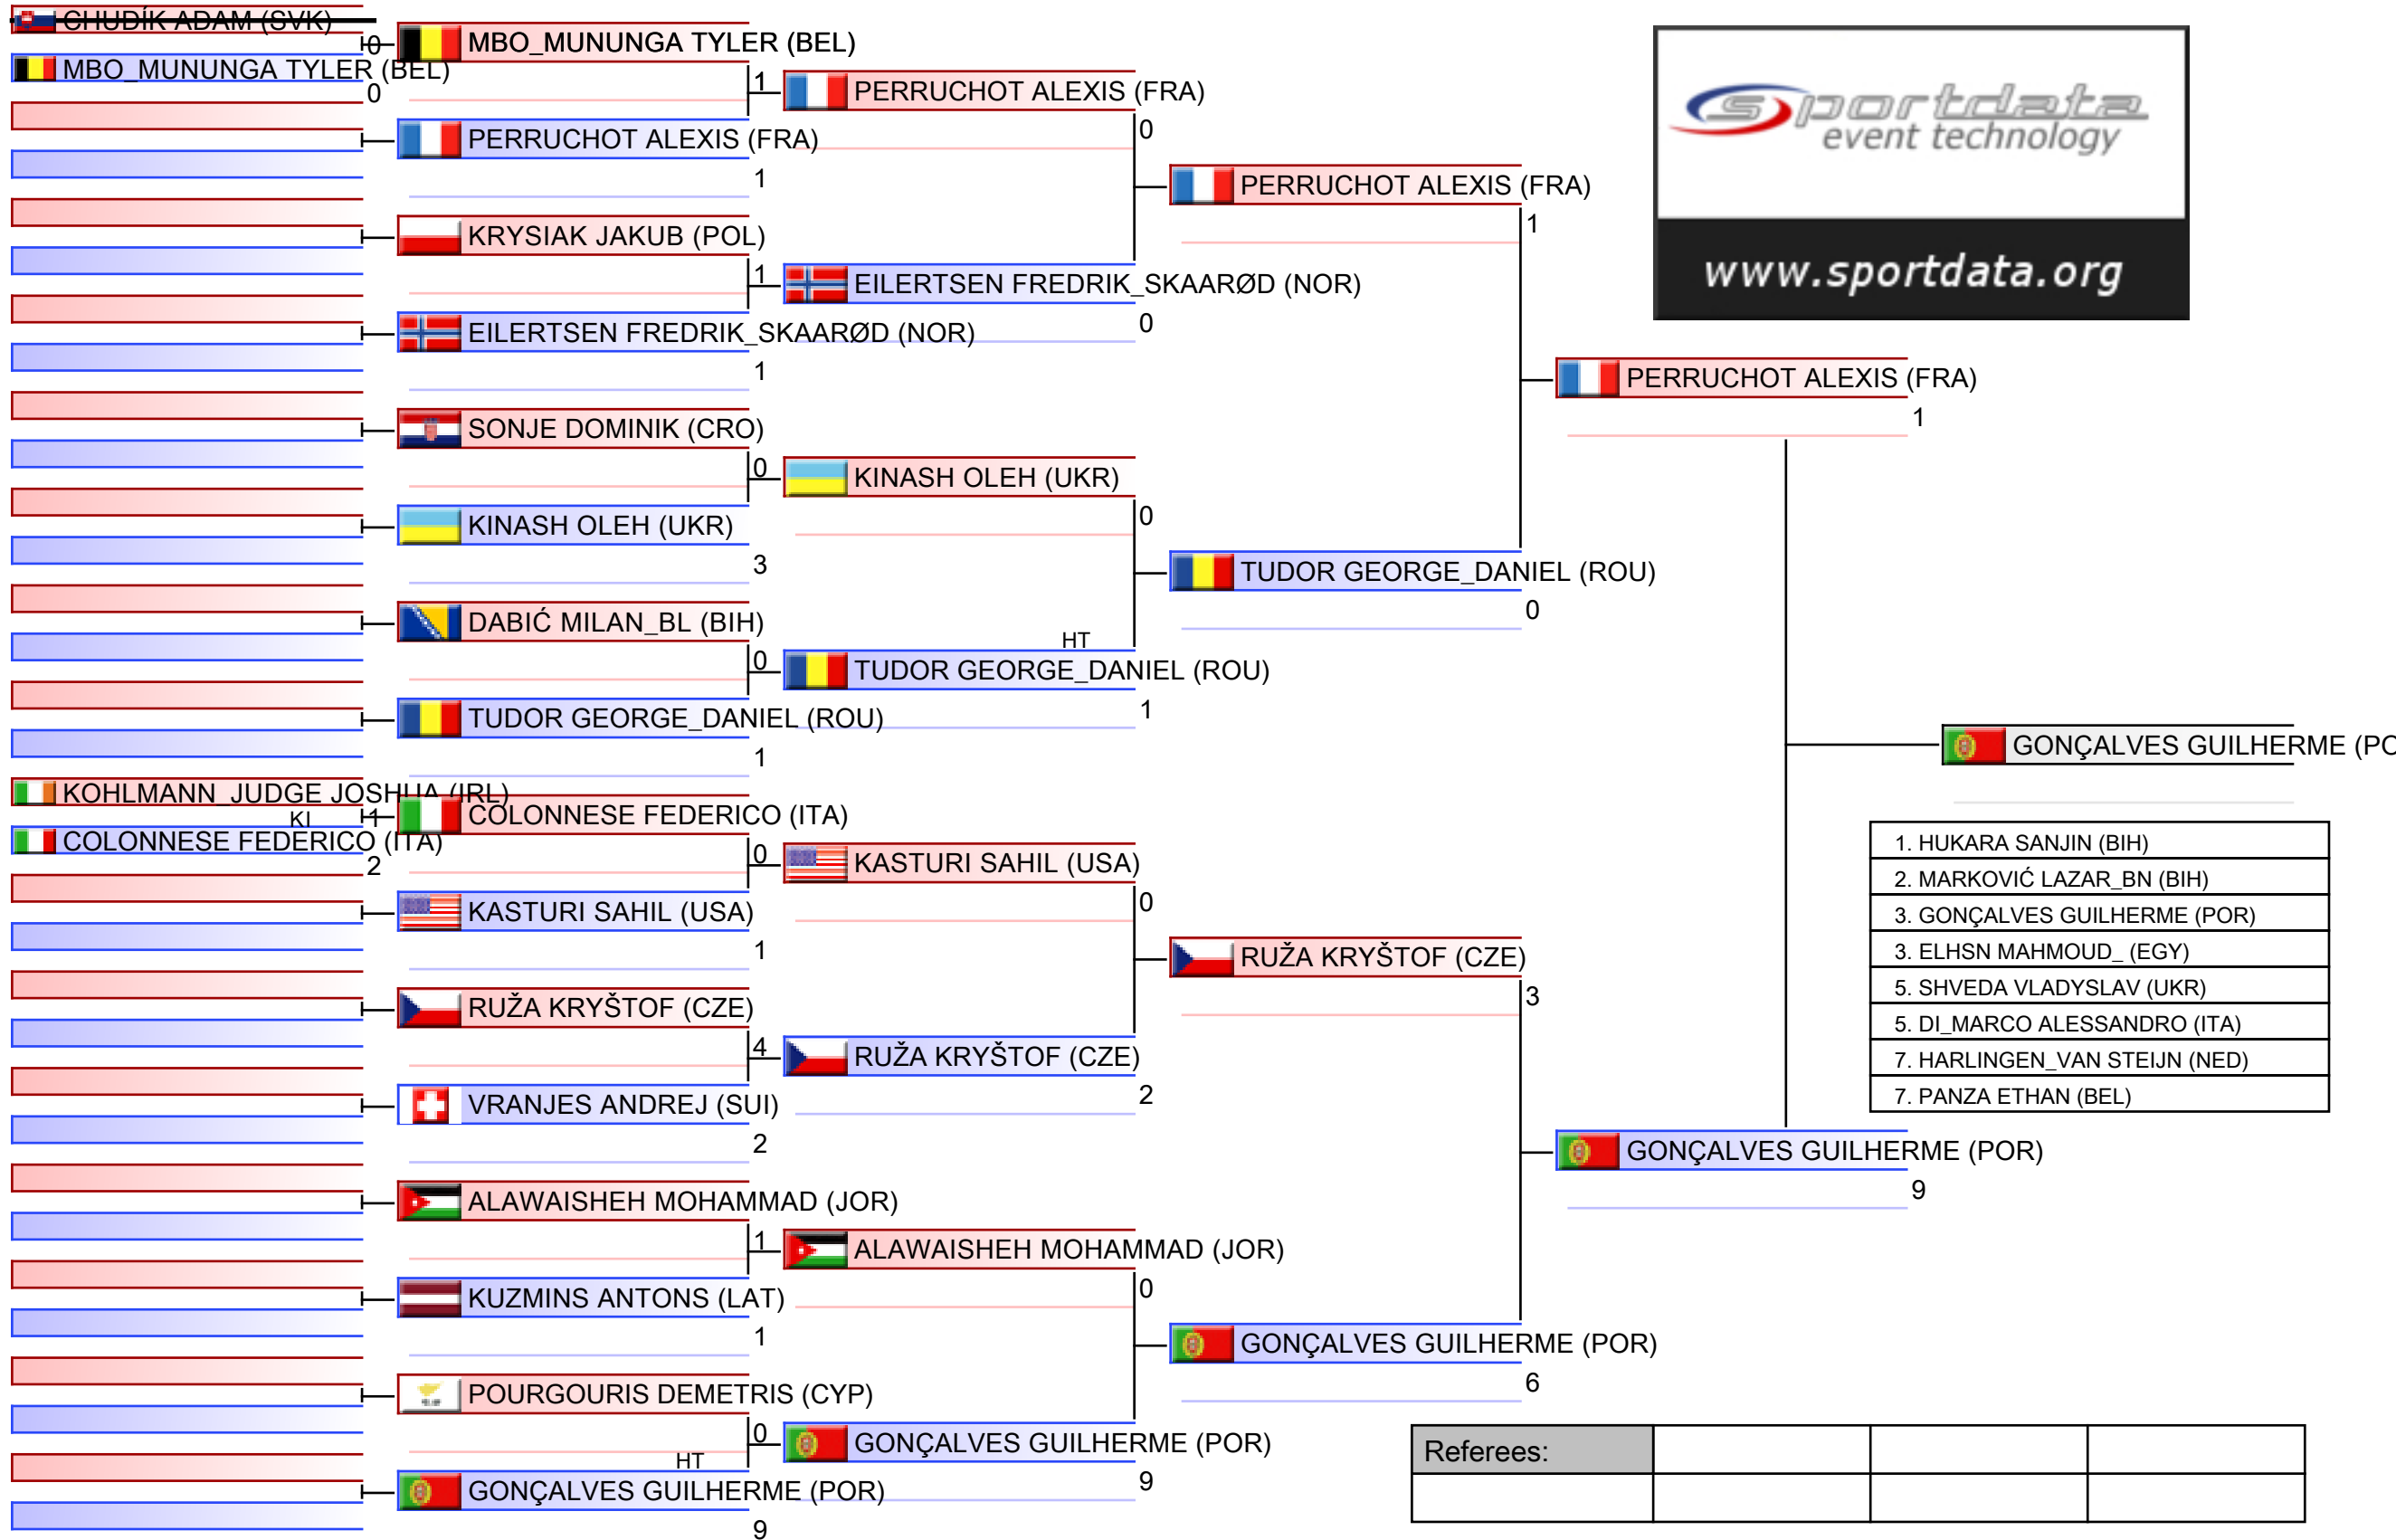 CHUDÍK ADAM (SVK)
0
MBO_MUNUNGA TYLER (BEL)
0
KOHLMANN_JUDGE JOSHUA (IRL)
KI
1
COLONNESE FEDERICO (ITA)
2
MBO_MUNUNGA TYLER (BEL)
1
PERRUCHOT ALEXIS (FRA)
1
KRYSIAK JAKUB (POL)
1
EILERTSEN FREDRIK_SKAARØD (NOR)
1
SONJE DOMINIK (CRO)
0
KINASH OLEH (UKR)
3
DABIĆ MILAN_BL (BIH)
0
TUDOR GEORGE_DANIEL (ROU)
1
COLONNESE FEDERICO (ITA)
0
KASTURI SAHIL (USA)
1
RUŽA KRYŠTOF (CZE)
4
VRANJES ANDREJ (SUI)
2
ALAWAISHEH MOHAMMAD (JOR)
1
KUZMINS ANTONS (LAT)
1
POURGOURIS DEMETRIS (CYP)
0
HT
GONÇALVES GUILHERME (POR)
9
PERRUCHOT ALEXIS (FRA)
0
EILERTSEN FREDRIK_SKAARØD (NOR)
0
KINASH OLEH (UKR)
0
HT
TUDOR GEORGE_DANIEL (ROU)
1
KASTURI SAHIL (USA)
0
RUŽA KRYŠTOF (CZE)
2
ALAWAISHEH MOHAMMAD (JOR)
0
GONÇALVES GUILHERME (POR)
9
PERRUCHOT ALEXIS (FRA)
1
TUDOR GEORGE_DANIEL (ROU)
0
RUŽA KRYŠTOF (CZE)
3
GONÇALVES GUILHERME (POR)
6
PERRUCHOT ALEXIS (FRA)
1
GONÇALVES GUILHERME (POR)
9
GONÇALVES GUILHERME (PO
sportdata
event technology
www.sportdata.org
1. HUKARA SANJIN (BIH)
2. MARKOVIĆ LAZAR_BN (BIH)
3. GONÇALVES GUILHERME (POR)
3. ELHSN MAHMOUD_ (EGY)
5. SHVEDA VLADYSLAV (UKR)
5. DI_MARCO ALESSANDRO (ITA)
7. HARLINGEN_VAN STEIJN (NED)
7. PANZA ETHAN (BEL)
Referees: